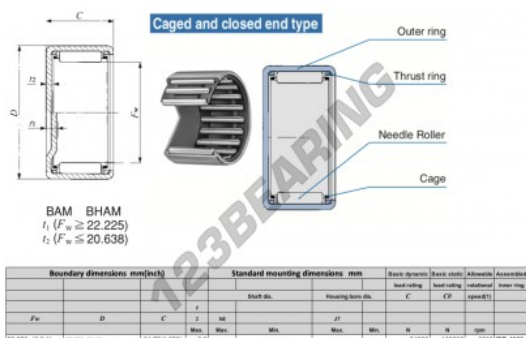 Caged and closed end type
C
Outer ring
Thrust ring
t2
D
Fw
t1
Needle Roller
Cage
BAM BHAM
t1 (Fw ≧ 22.225)
t2 (Fw ≦ 20.638)
123BEARING
Boundary dimensions mm(inch) Standard mounting dimensions mm Basic dynamic Basic static Allowable Assembled
load rating load rating rotational inner ring
Shaft dia. Housing bore dia. C C0 speed(1)
Fw D C
Max. Max. Min. Max. Min. N N rpm